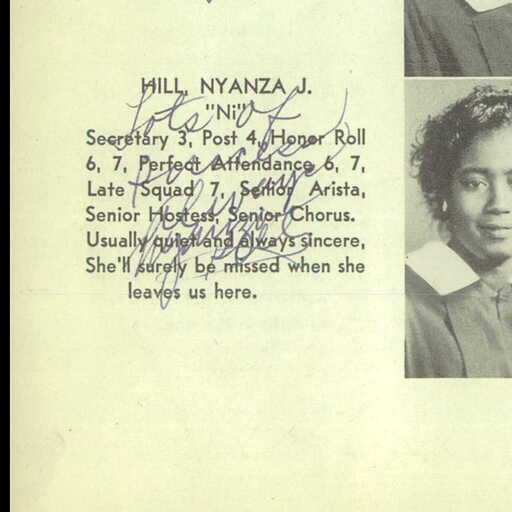 HILL, NYANZA J.
"Ni"
Secretary 3, Post 4, Honor Roll
6, 7, Perfect Attendance 6, 7,
Late Squad 7, Senior Arista,
Senior Hostess, Senior Chorus.
Usually quiet and always sincere,
She'll surely be missed when she
leaves us here.
Lots of
Always
Nyanza